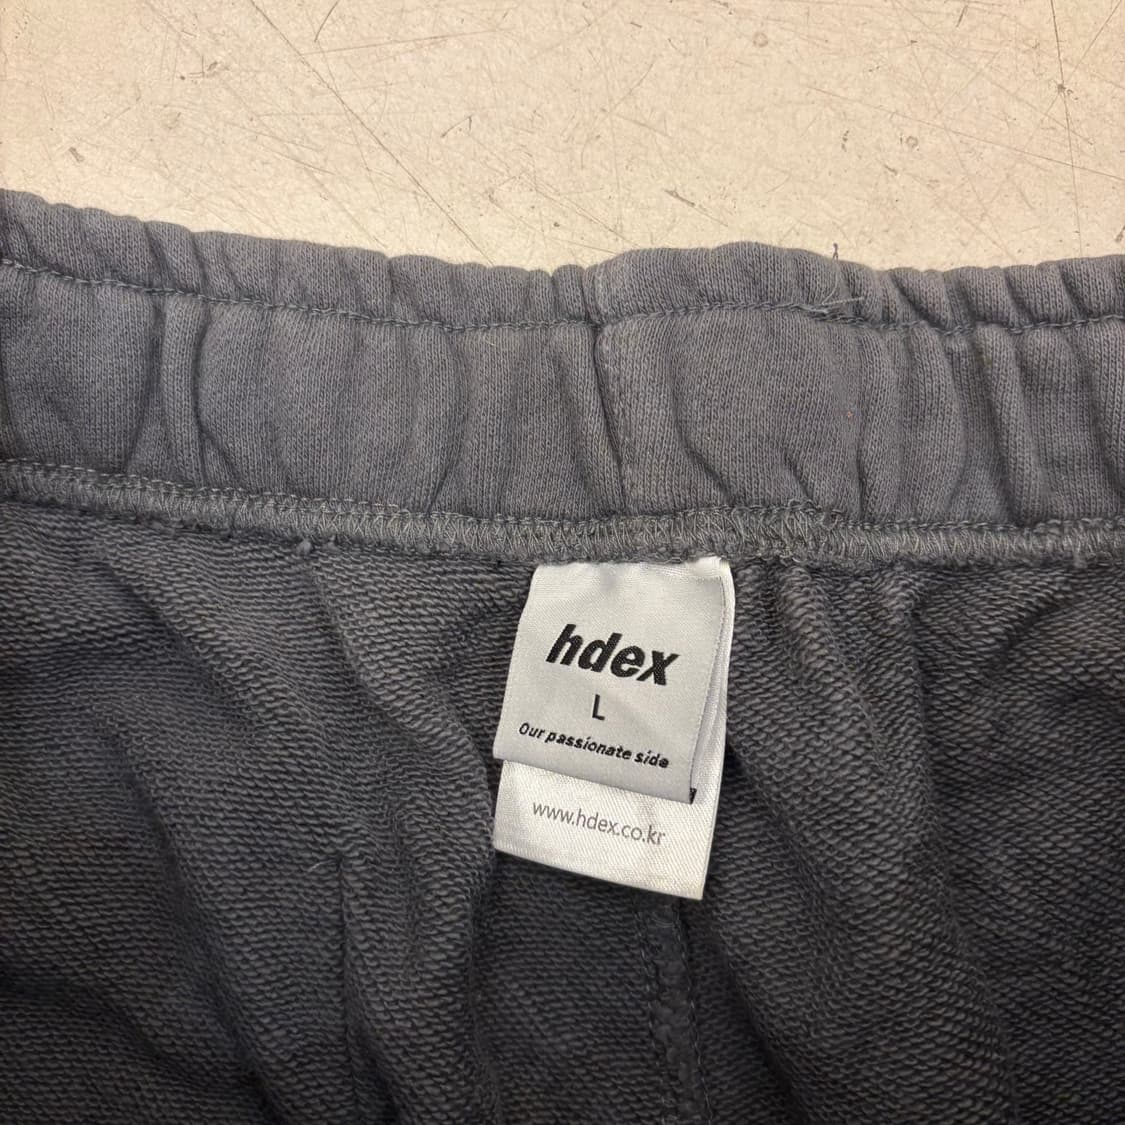 hdex
L
Our passionate side
www.hdex.co.kr